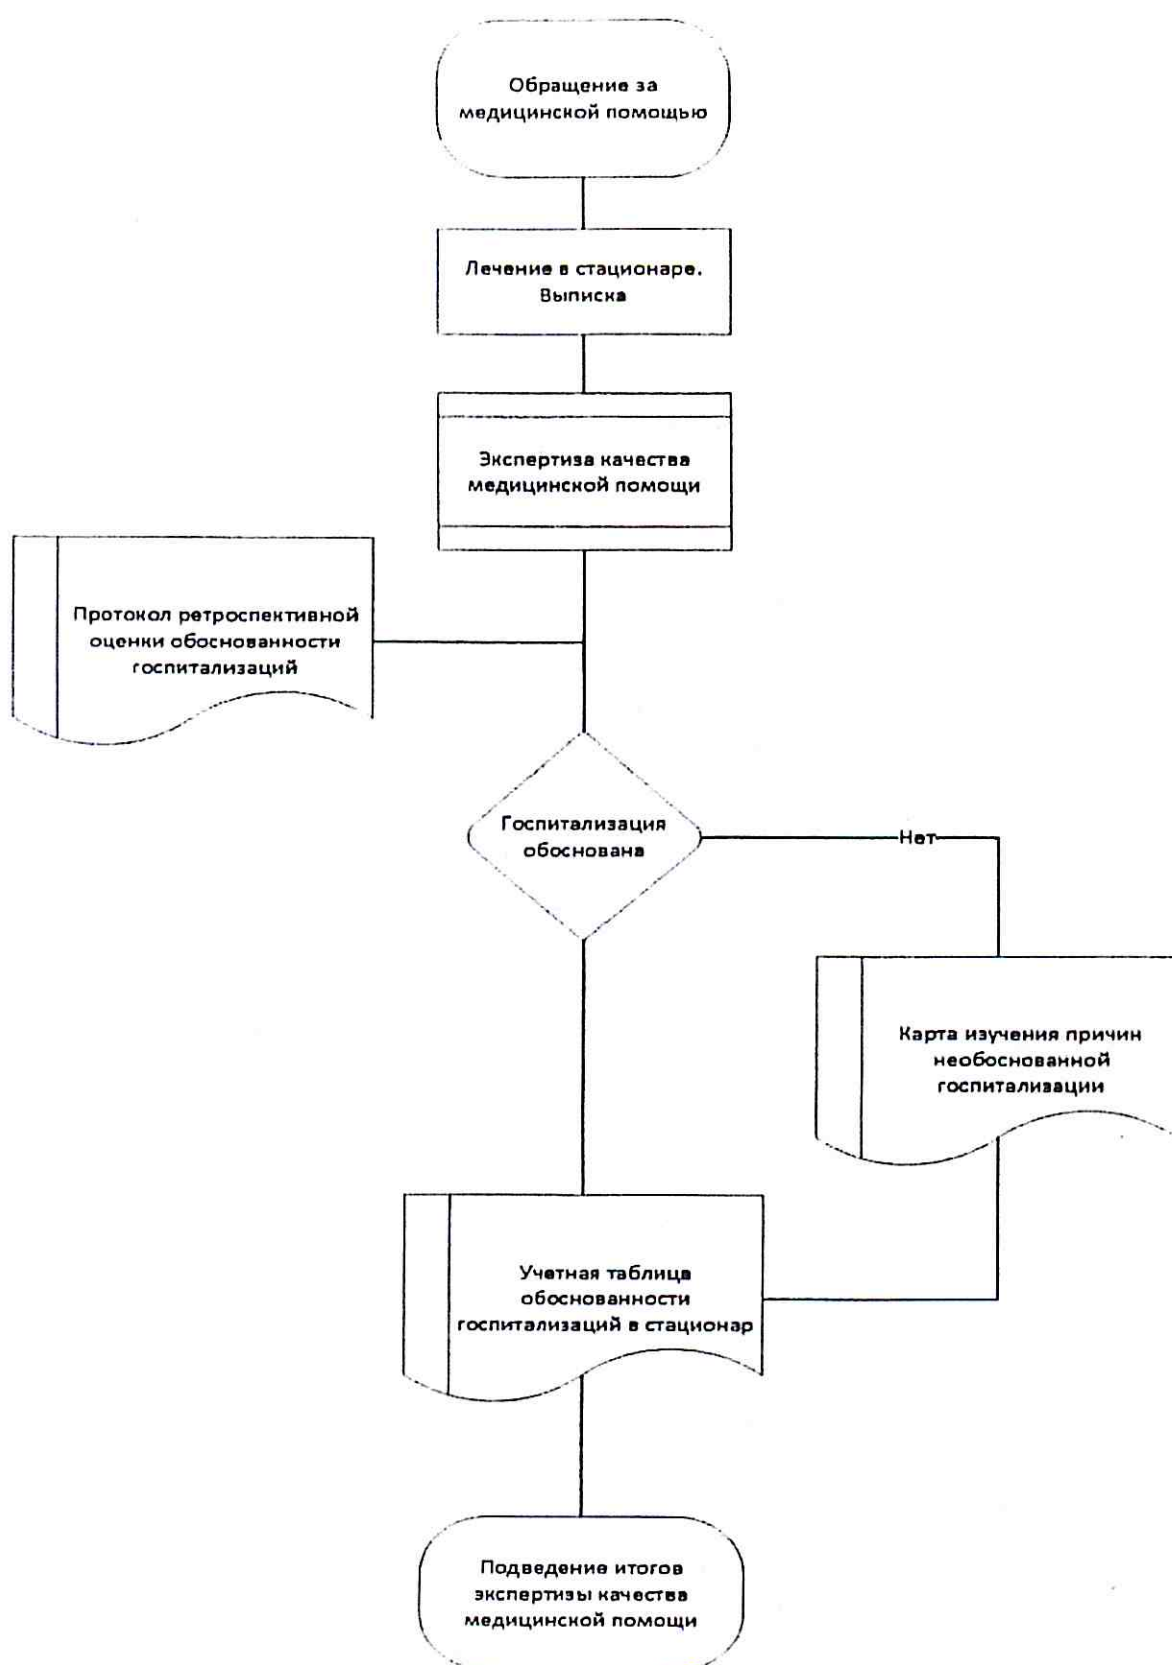 Обращение за
медицинской помощью
Лечение в стационаре.
Выписка
Экспертиза качества
медицинской помощи
Протокол ретроспективной
оценки обоснованности
госпитализаций
Госпитализация
обоснована
Нет
Карта изучения причин
необоснованной
госпитализации
Учетная таблица
обоснованности
госпитализаций в стационар
Подведение итогов
экспертизы качества
медицинской помощи